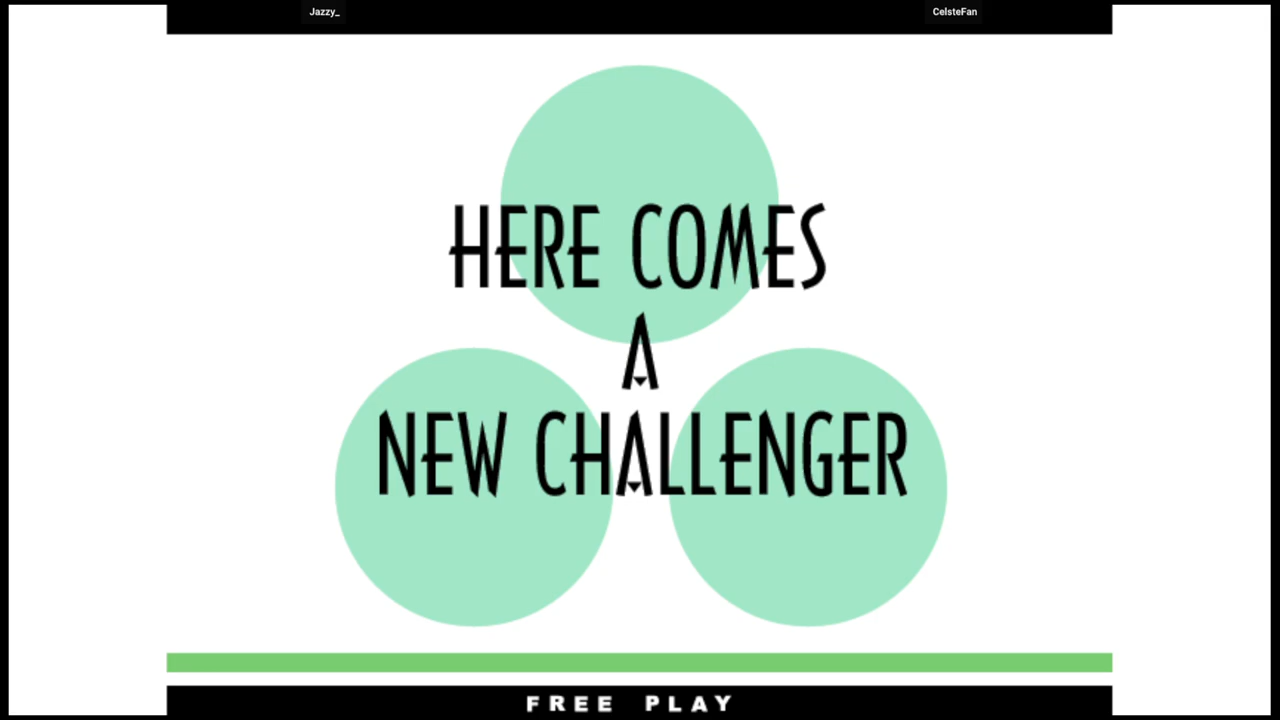 Jazzy_
CelsteFan
HERE COMES
A
NEW CHALLENGER
FREE PLAY